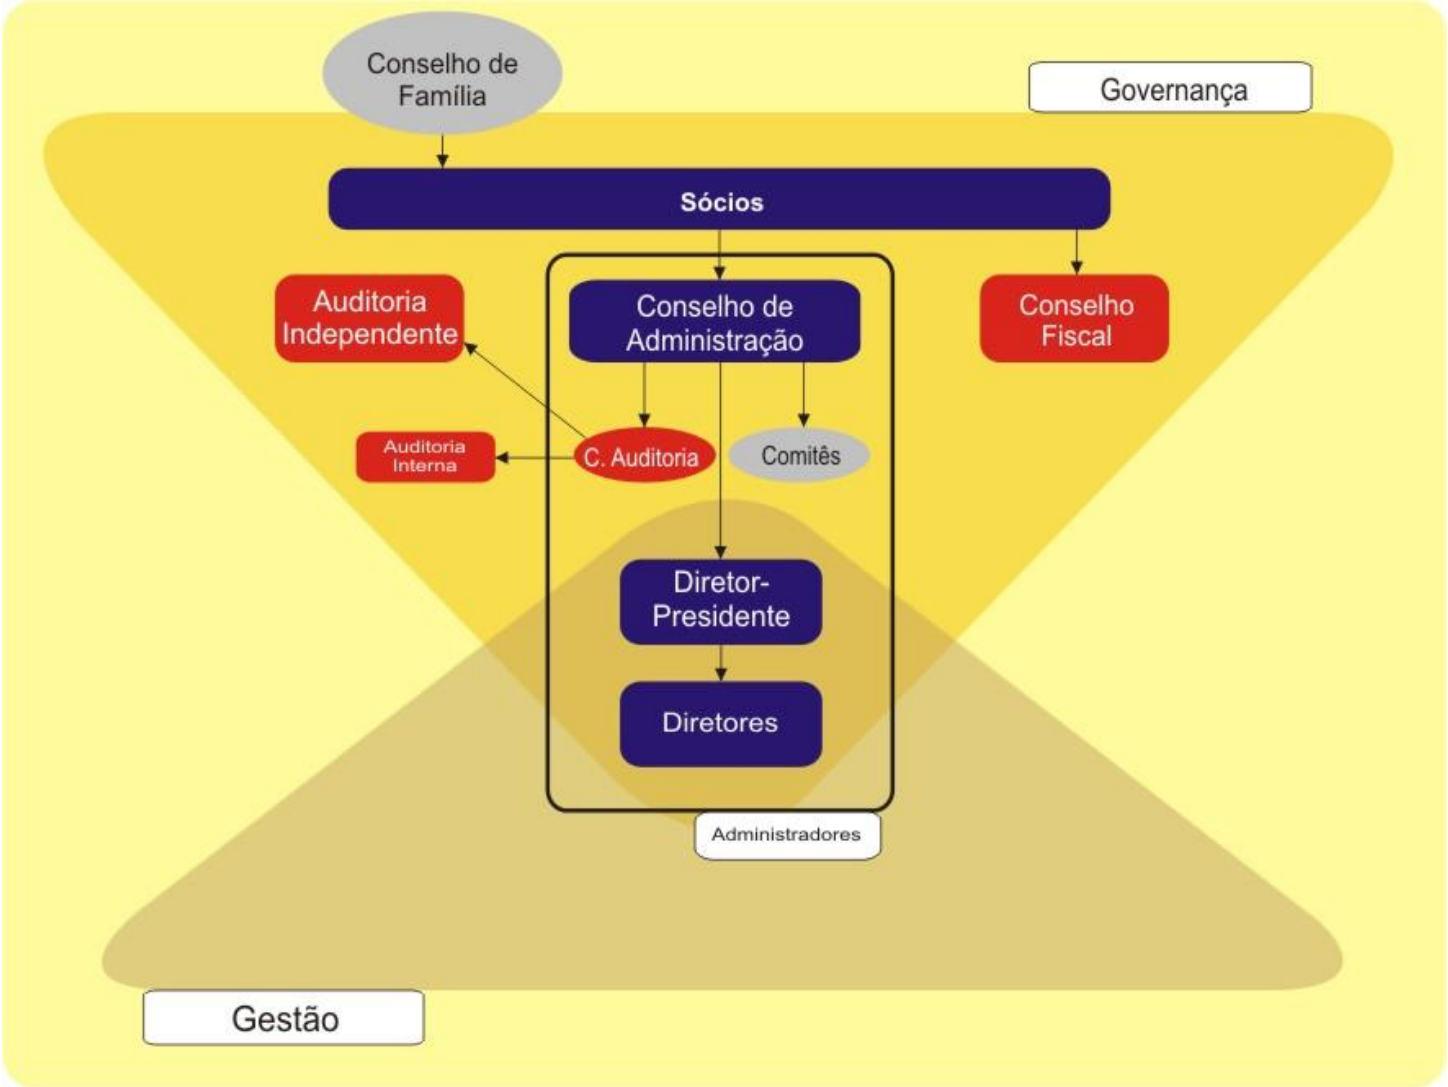 Conselho de
Família
Governança
Sócios
Auditoria
Independente
Conselho de
Administração
Conselho
Fiscal
Auditoria
Interna
C. Auditoria
Comitês
Diretor-
Presidente
Diretores
Administradores
Gestão